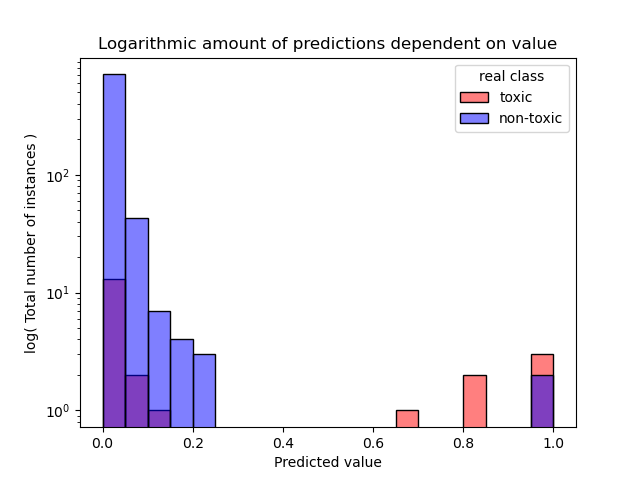 Logarithmic amount of predictions dependent on value
real class
toxic
non-toxic
log( Total number of instances )
10²
10¹
10⁰
0.0 0.2 0.4 0.6 0.8 1.0
Predicted value